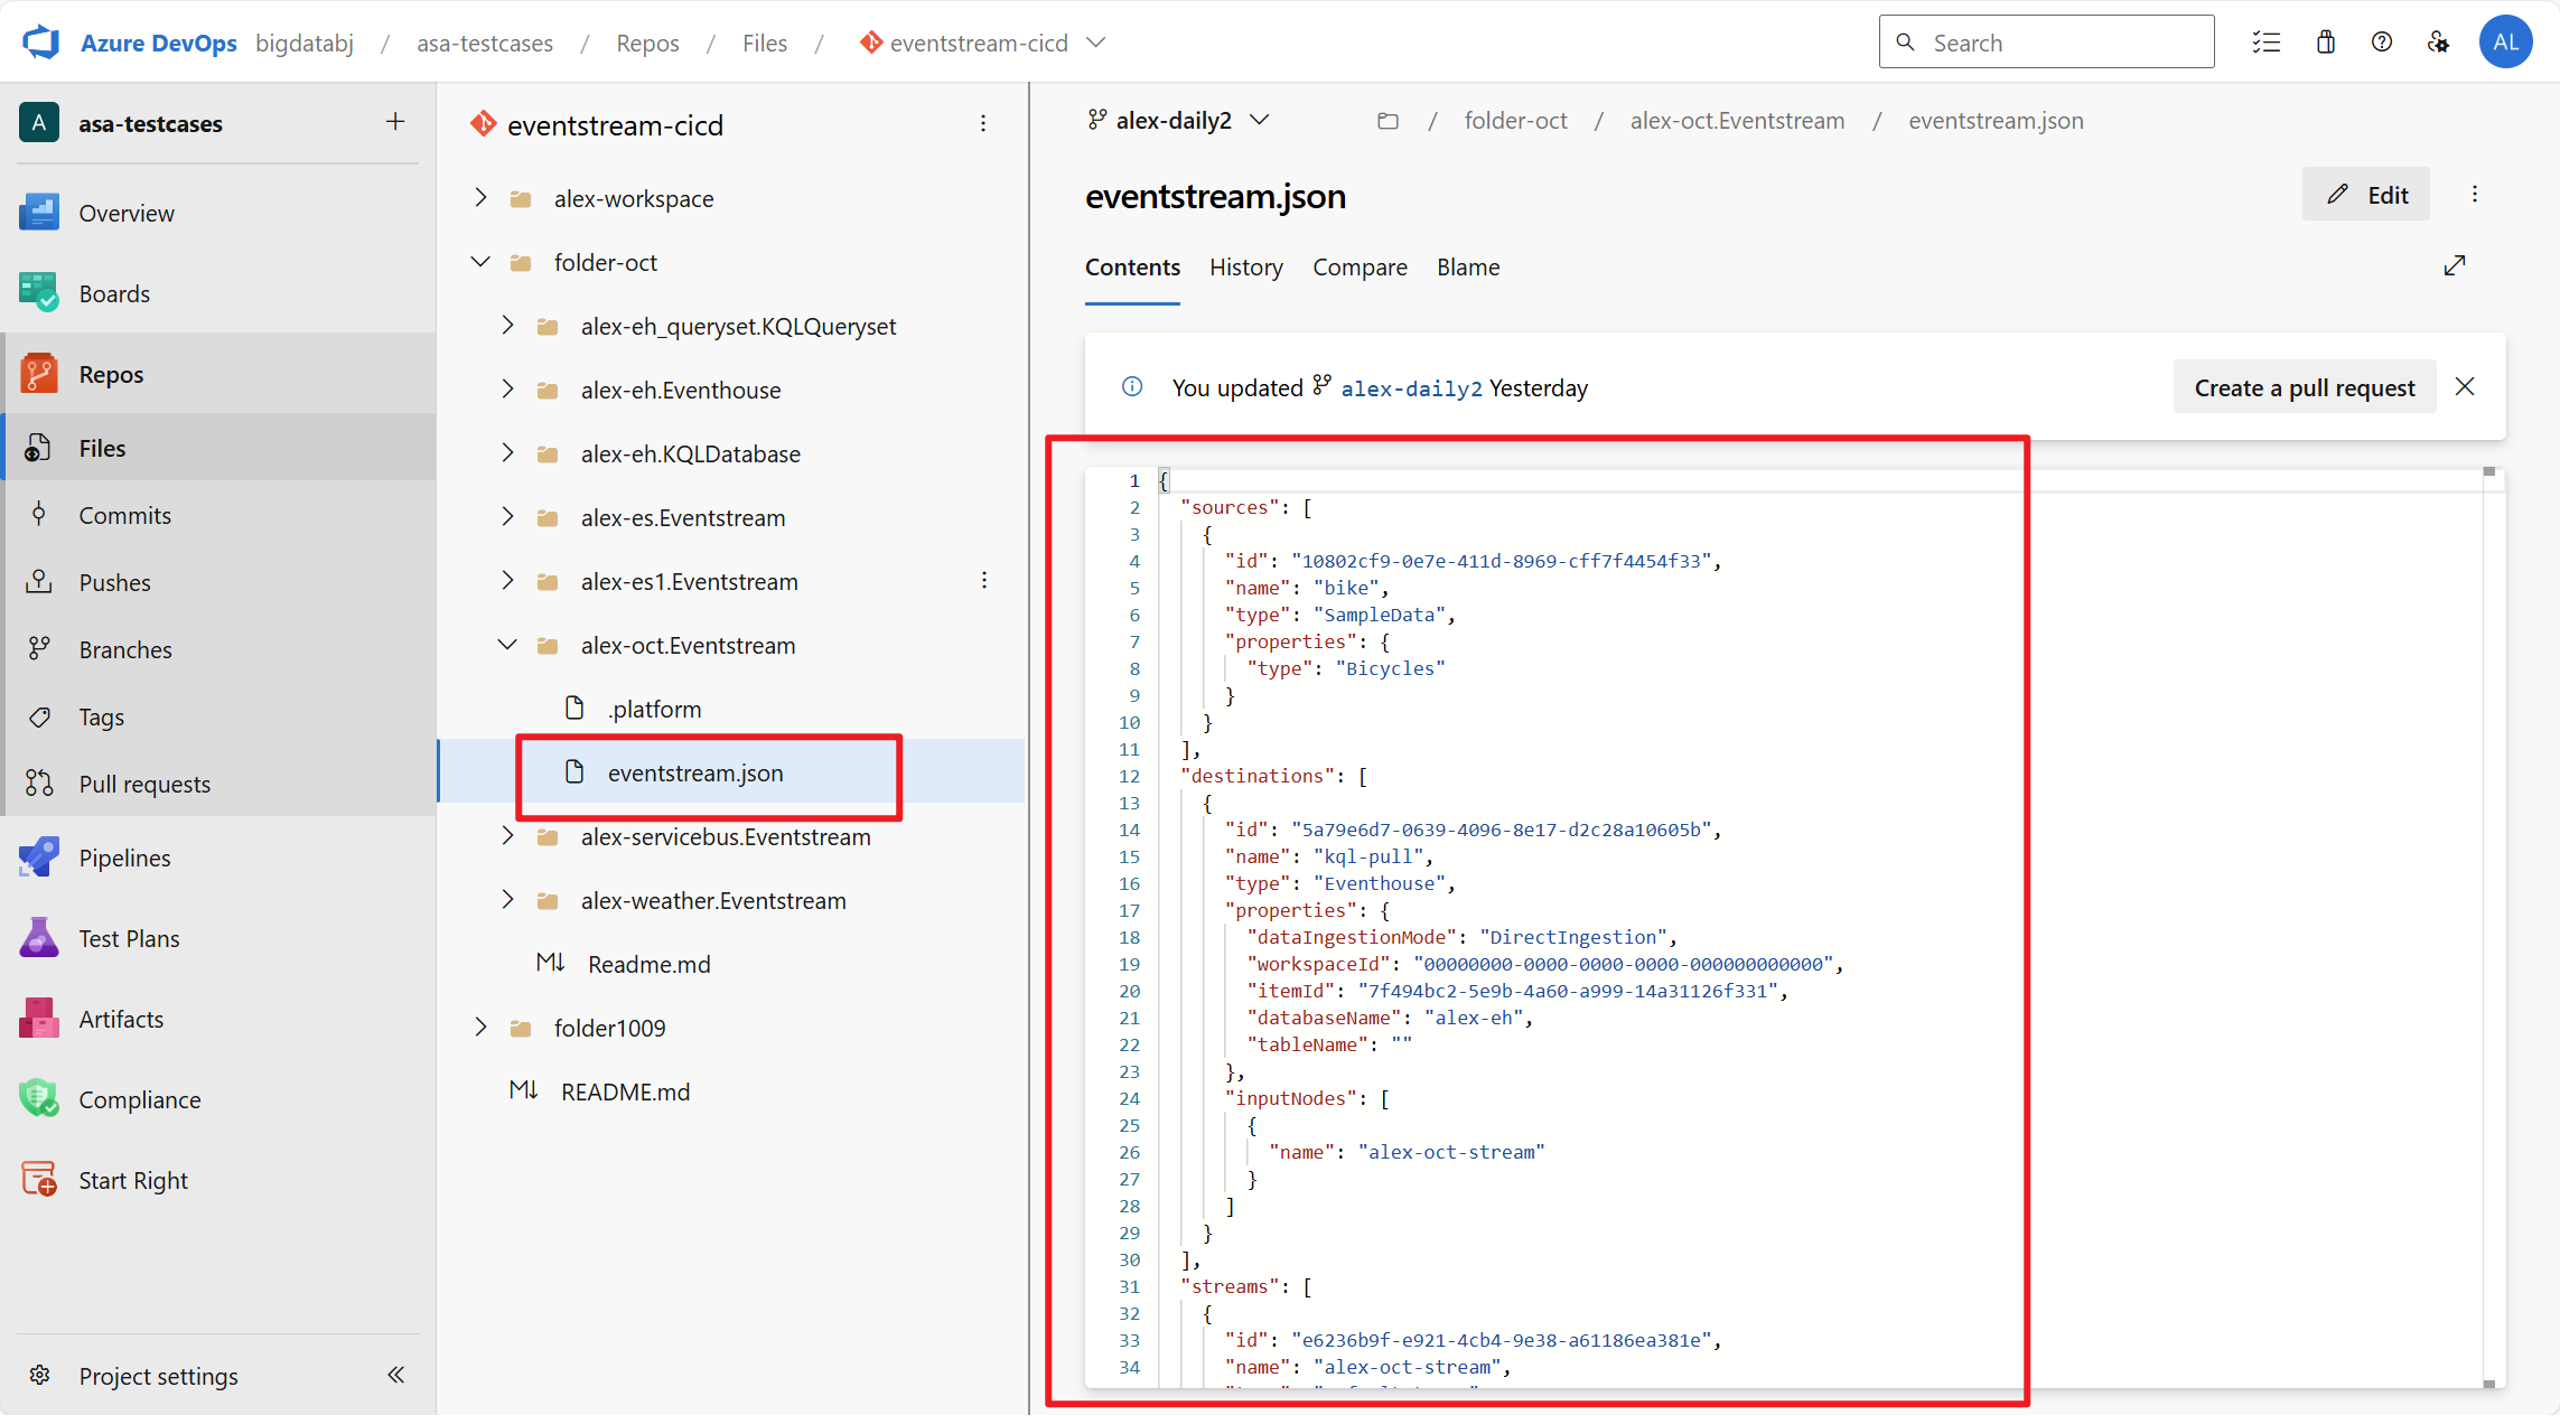 Azure DevOps bigdatabj / asa-testcases / Repos / Files / eventstream-cicd
Search
AL
A asa-testcases
Overview
Boards
Repos
Files
Commits
Pushes
Branches
Tags
Pull requests
Pipelines
Test Plans
Artifacts
Compliance
Start Right
Project settings
eventstream-cicd
alex-workspace
folder-oct
alex-eh_queryset.KQLQueryset
alex-eh.Eventhouse
alex-eh.KQLDatabase
alex-es.Eventstream
alex-es1.Eventstream
alex-oct.Eventstream
.platform
eventstream.json
alex-servicebus.Eventstream
alex-weather.Eventstream
M↓ Readme.md
folder1009
M↓ README.md
alex-daily2 / folder-oct / alex-oct.Eventstream / eventstream.json
eventstream.json
Edit
Contents History Compare Blame
You updated alex-daily2 Yesterday
Create a pull request
1 {
2 "sources": [
3 {
4 "id": "10802cf9-0e7e-411d-8969-cff7f4454f33",
5 "name": "bike",
6 "type": "SampleData",
7 "properties": {
8 "type": "Bicycles"
9 }
10 }
11 ],
12 "destinations": [
13 {
14 "id": "5a79e6d7-0639-4096-8e17-d2c28a10605b",
15 "name": "kql-pull",
16 "type": "Eventhouse",
17 "properties": {
18 "dataIngestionMode": "DirectIngestion",
19 "workspaceId": "00000000-0000-0000-0000-000000000000",
20 "itemId": "7f494bc2-5e9b-4a60-a999-14a31126f331",
21 "databaseName": "alex-eh",
22 "tableName": ""
23 },
24 "inputNodes": [
25 {
26 "name": "alex-oct-stream"
27 }
28 ]
29 }
30 ],
31 "streams": [
32 {
33 "id": "e6236b9f-e921-4cb4-9e38-a61186ea381e",
34 "name": "alex-oct-stream",